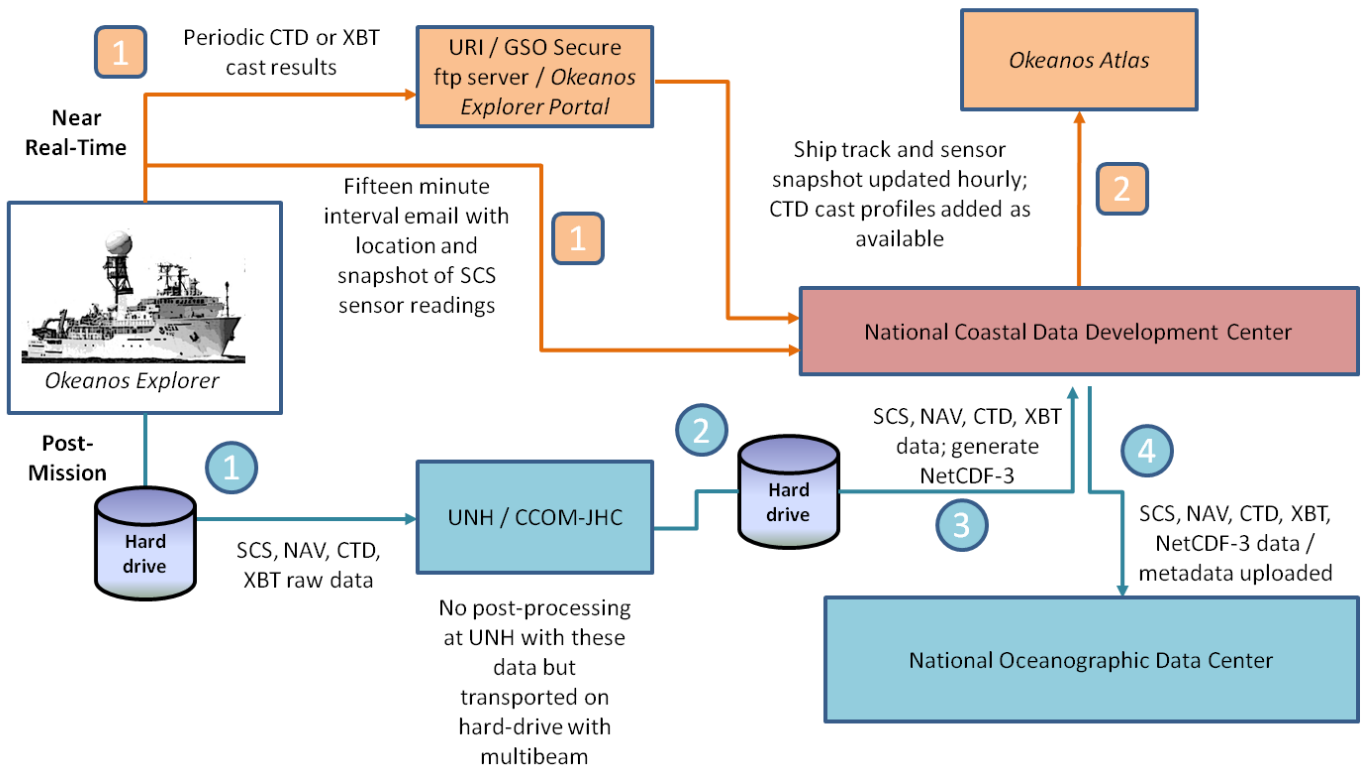 1
Periodic CTD or XBT
cast results
URI / GSO Secure
ftp server / Okeanos
Explorer Portal
Okeanos Atlas
Near
Real-Time
Fifteen minute
interval email with
location and
snapshot of SCS
sensor readings
1
Ship track and sensor
snapshot updated hourly;
CTD cast profiles added as
available
2
National Coastal Data Development Center
Okeanos Explorer
Post-
Mission
1
Hard
drive
SCS, NAV, CTD,
XBT raw data
UNH / CCOM-JHC
No post-processing
at UNH with these
data but
transported on
hard-drive with
multibeam
2
Hard
drive
SCS, NAV, CTD, XBT
data; generate
NetCDF-3
3
4
SCS, NAV, CTD, XBT,
NetCDF-3 data /
metadata uploaded
National Oceanographic Data Center